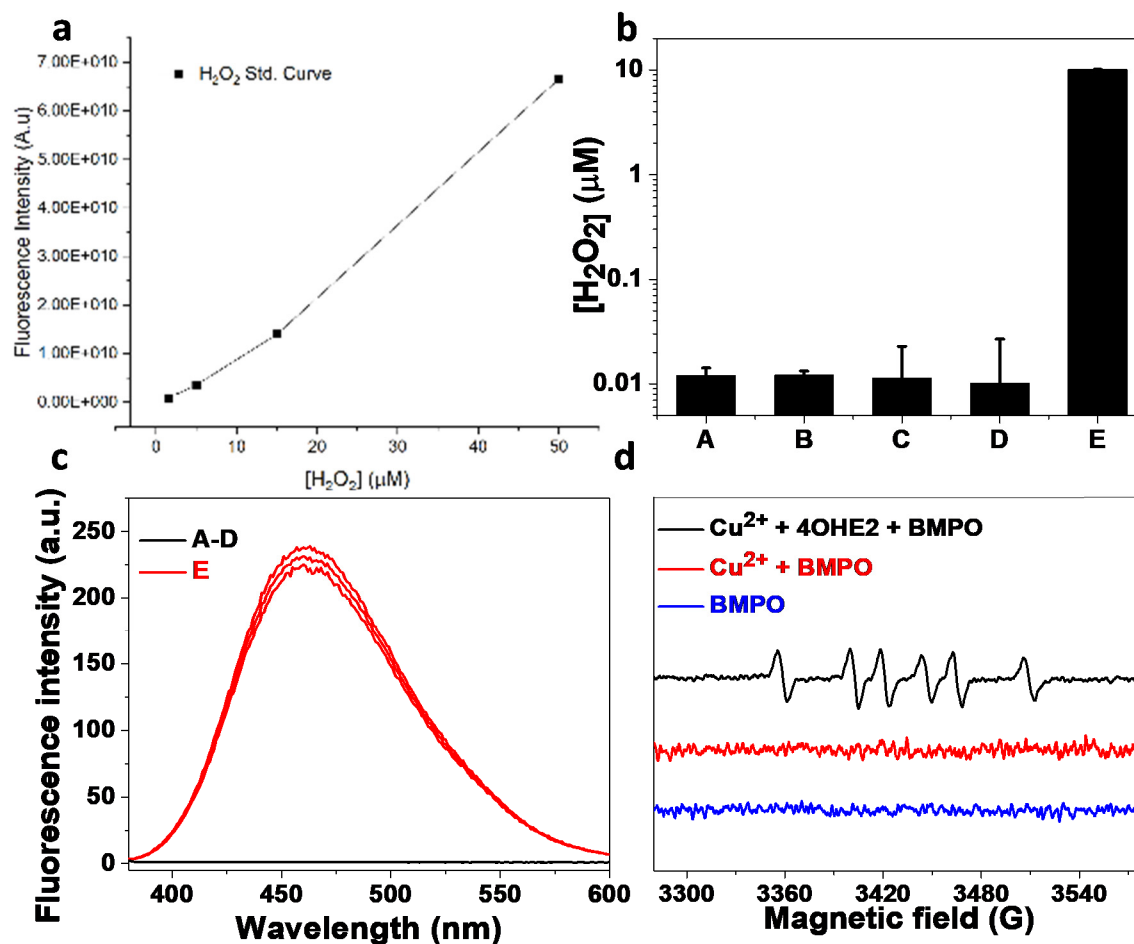 a
7.00E+010
6.00E+010
5.00E+010
4.00E+010
3.00E+010
2.00E+010
1.00E+010
0.00E+000
Fluorescence Intensity (A.u)
H₂O₂ Std. Curve
0 10 20 30 40 50
[H₂O₂] (µM)
b
10
1
0.1
0.01
[H₂O₂] (µM)
A B C D E
c
250
200
150
100
50
0
Fluorescence intensity (a.u.)
A-D
E
400 450 500 550 600
Wavelength (nm)
d
Cu²⁺ + 4OHE2 + BMPO
Cu²⁺ + BMPO
BMPO
3300 3360 3420 3480 3540
Magnetic field (G)